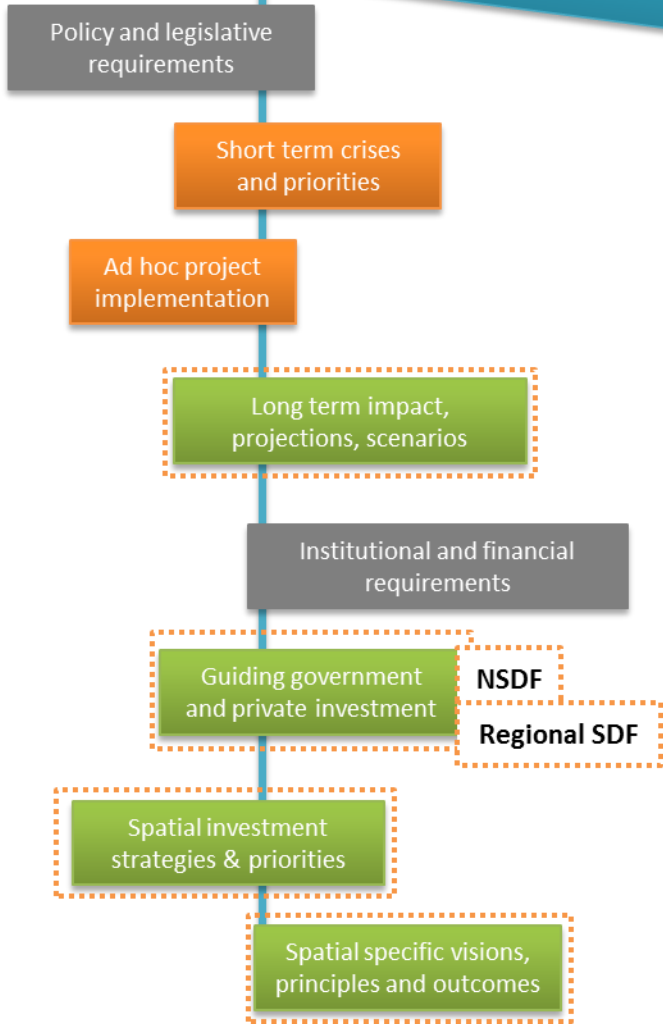 Policy and legislative
requirements
Short term crises
and priorities
Ad hoc project
implementation
Long term impact,
projections, scenarios
Institutional and financial
requirements
Guiding government
and private investment
NSDF
Regional SDF
Spatial investment
strategies & priorities
Spatial specific visions,
principles and outcomes